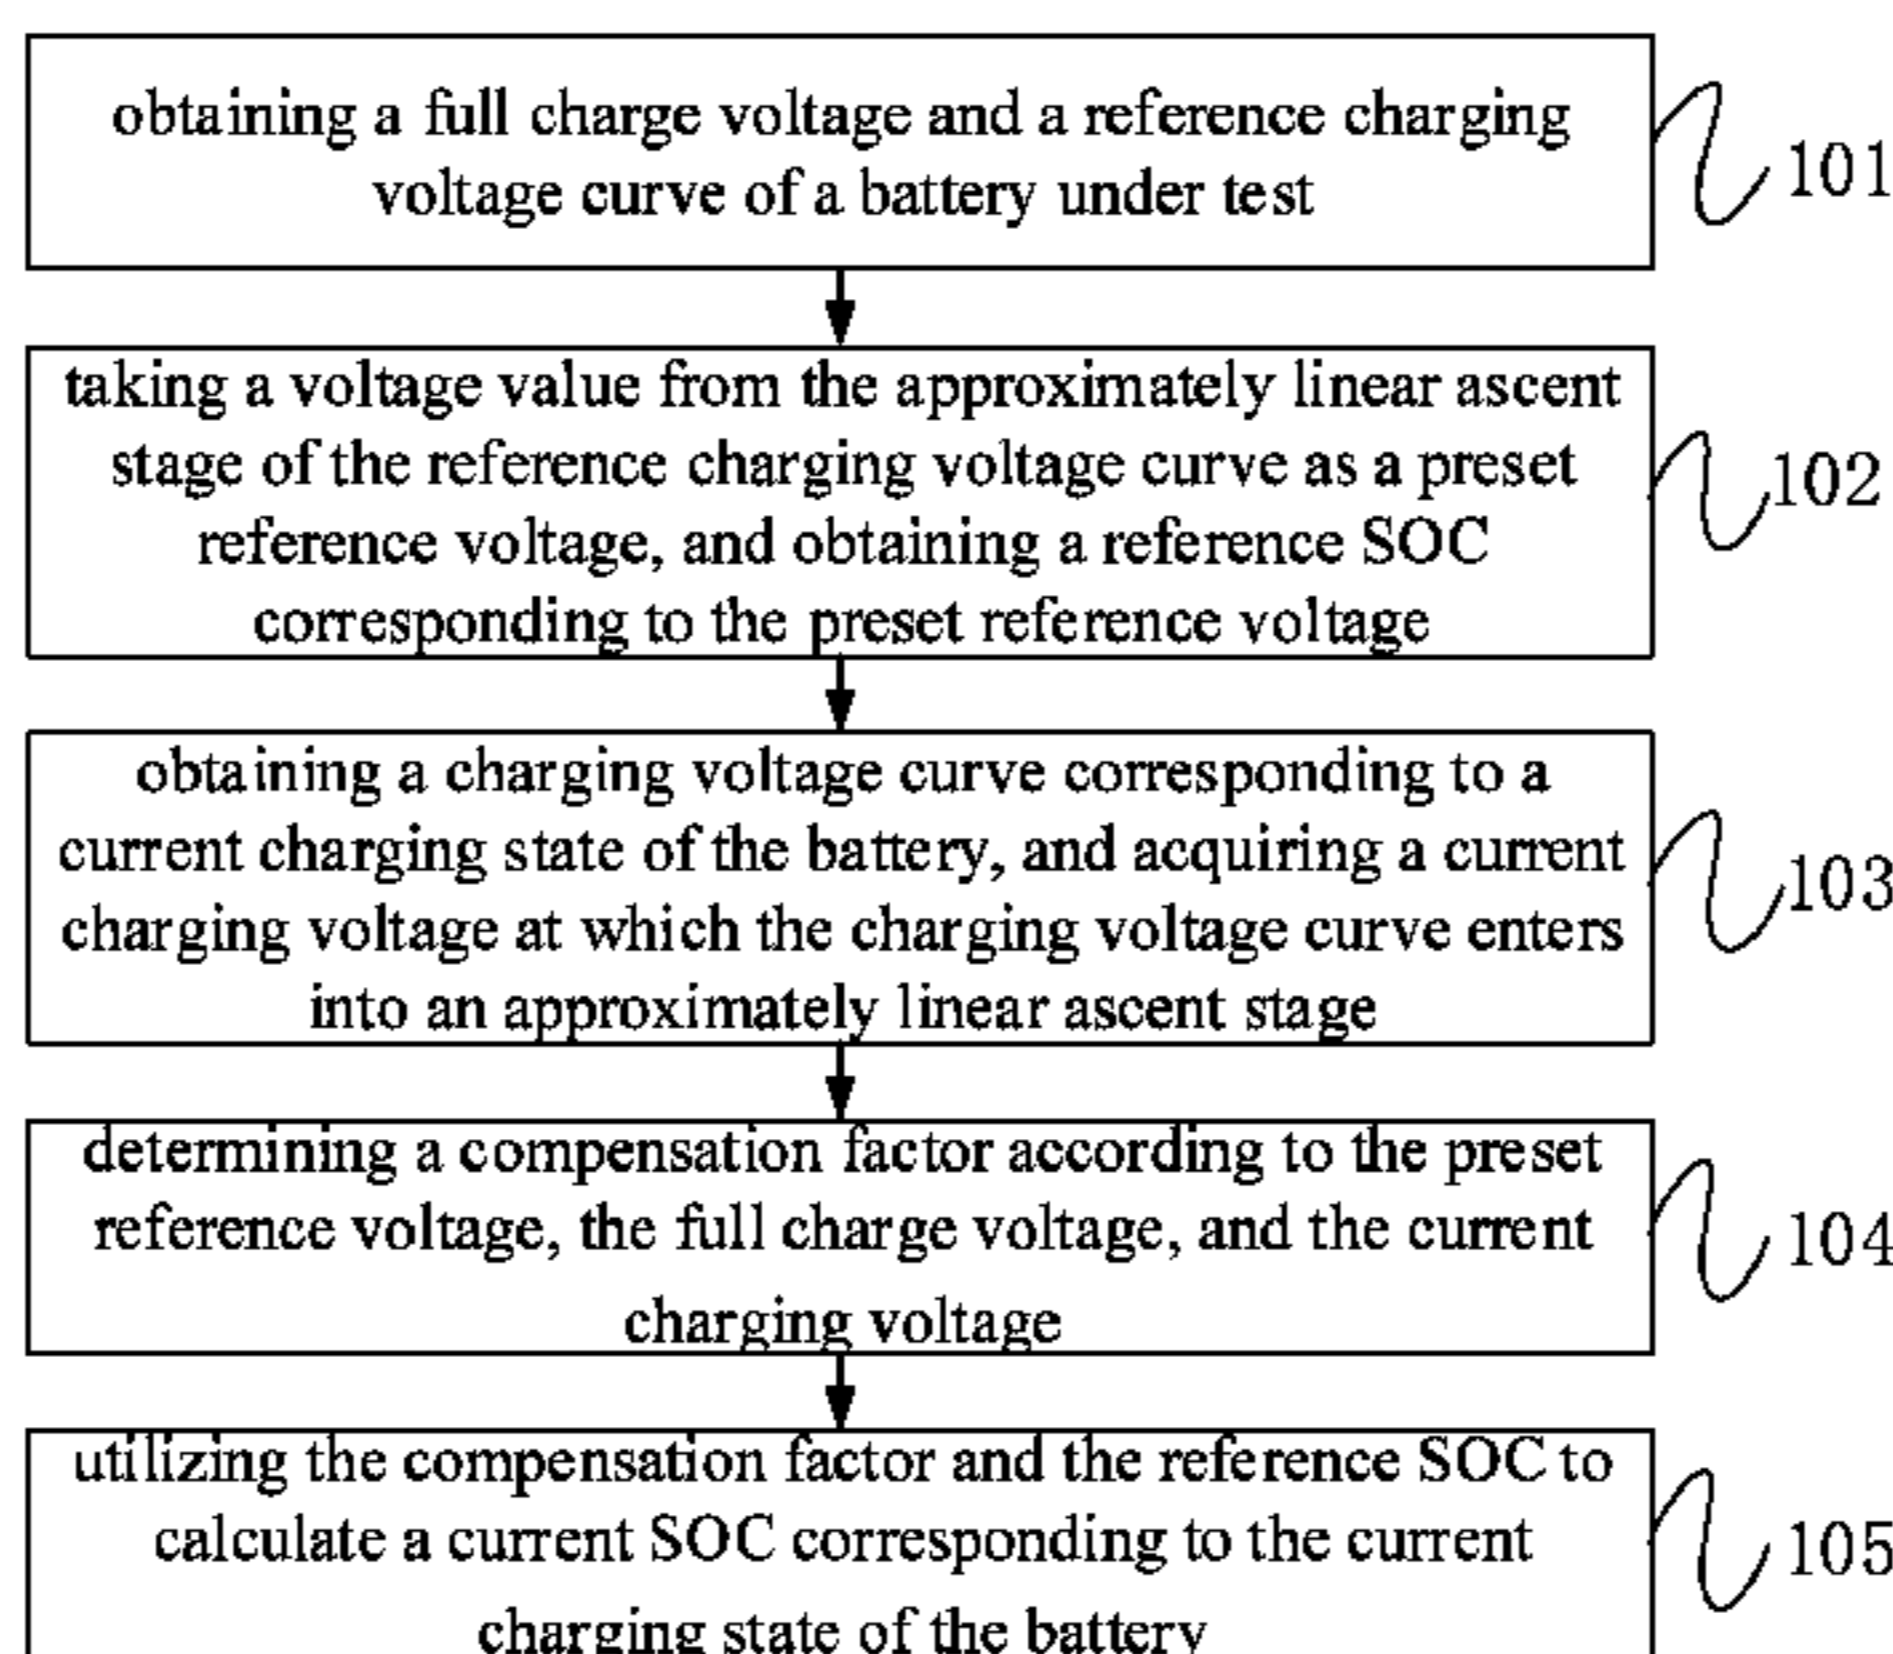 obtaining a full charge voltage and a reference charging
voltage curve of a battery under test
101
taking a voltage value from the approximately linear ascent
stage of the reference charging voltage curve as a preset
reference voltage, and obtaining a reference SOC
corresponding to the preset reference voltage
102
obtaining a charging voltage curve corresponding to a
current charging state of the battery, and acquiring a current
charging voltage at which the charging voltage curve enters
into an approximately linear ascent stage
103
determining a compensation factor according to the preset
reference voltage, the full charge voltage, and the current
charging voltage
104
utilizing the compensation factor and the reference SOC to
calculate a current SOC corresponding to the current
charging state of the battery
105